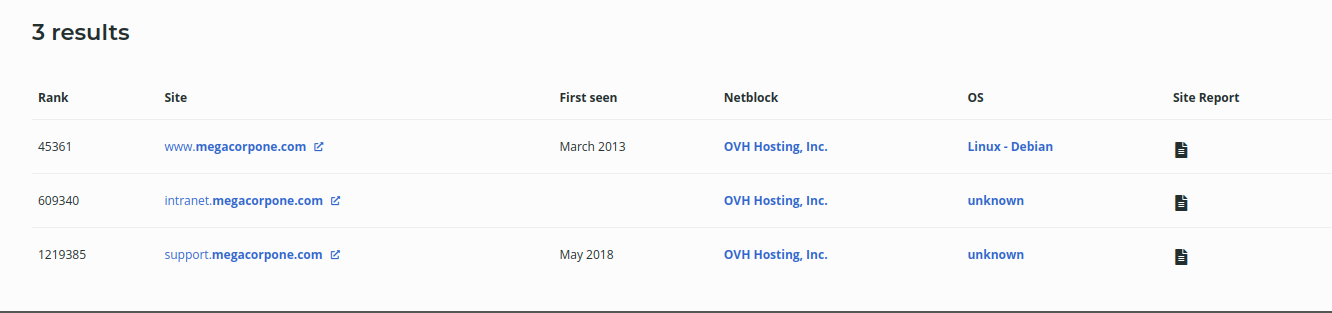 3 results
Rank Site First seen Netblock OS Site Report
45361 www.megacorpone.com March 2013 OVH Hosting, Inc. Linux - Debian
609340 intranet.megacorpone.com OVH Hosting, Inc. unknown
1219385 support.megacorpone.com May 2018 OVH Hosting, Inc. unknown